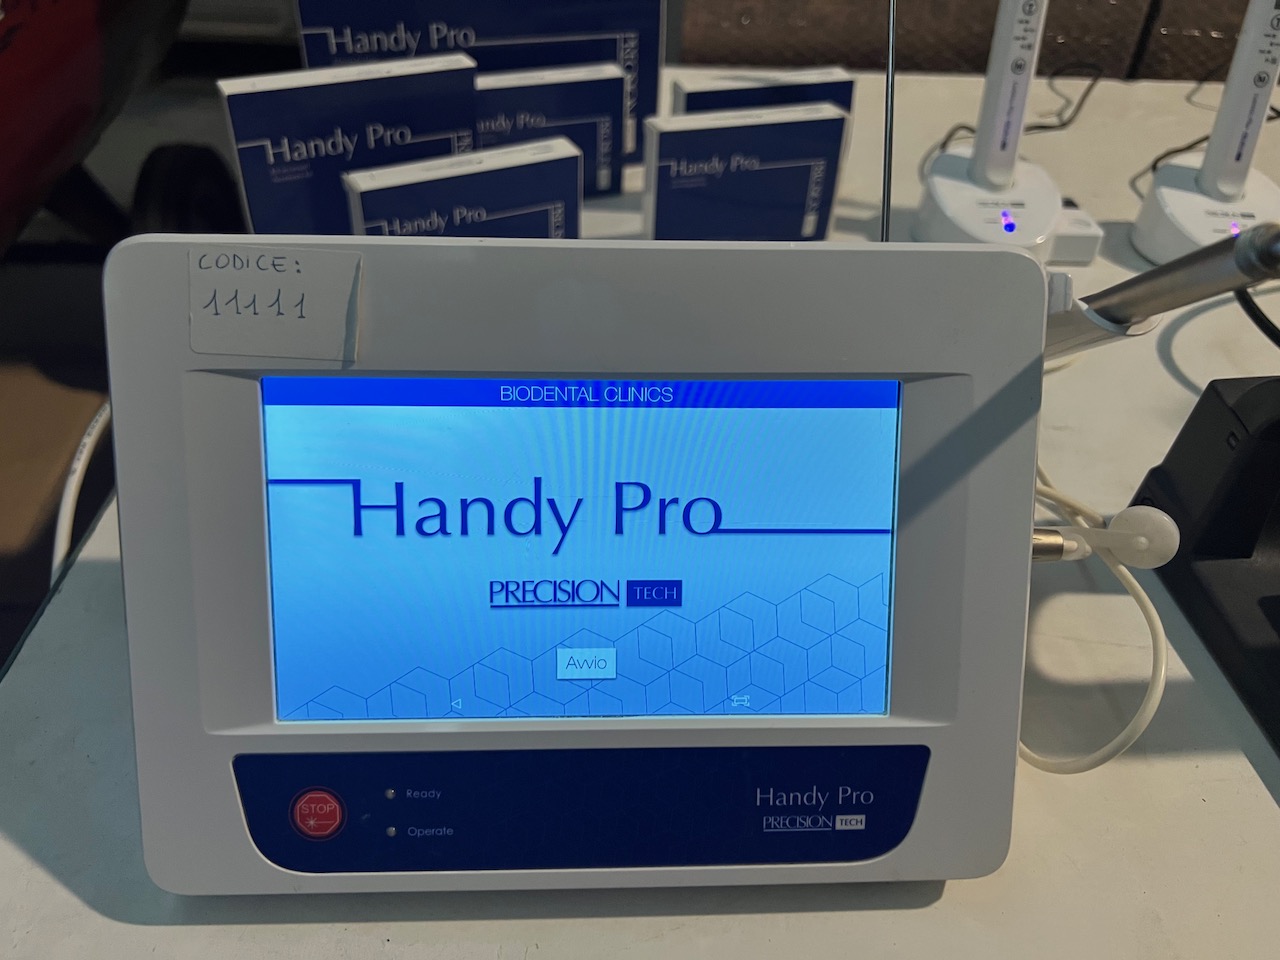 Handy Pro
Handy Pro
Handy Pro
Handy Pro
Handy Pro
CODICE:
11111
BIODENTAL CLINICS
Handy Pro
PRECISION TECH
Avvio
STOP
Ready
Operate
Handy Pro
PRECISION TECH